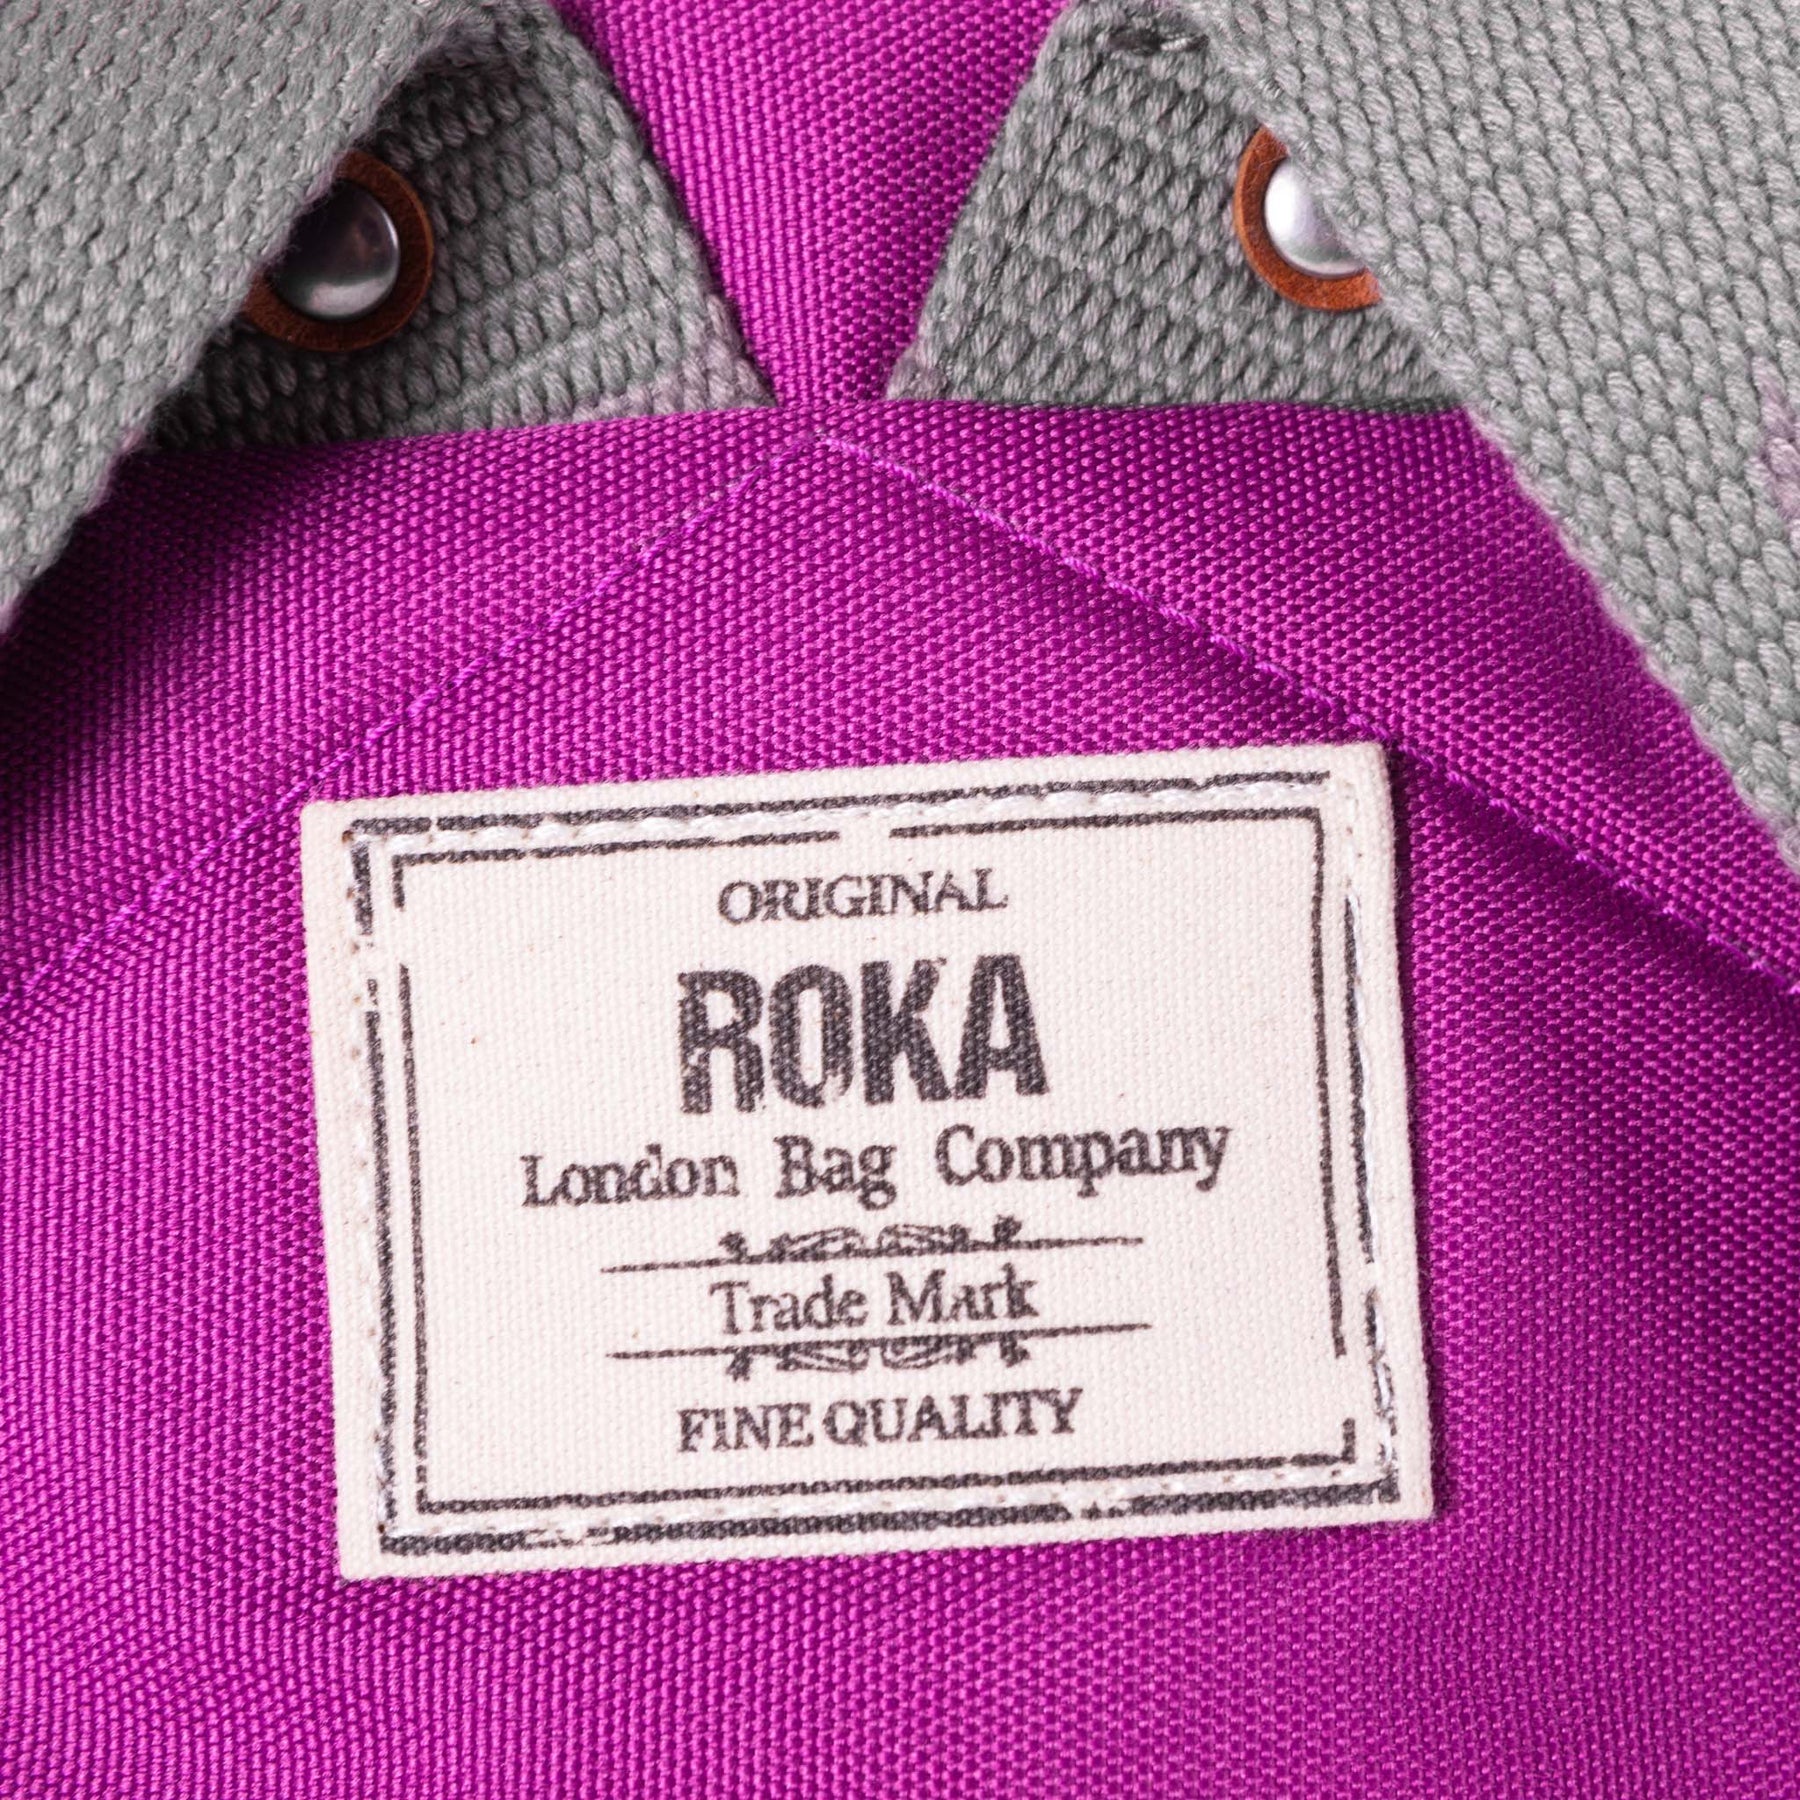 ORIGINAL
ROKA
London Bag Company
Trade Mark
FINE QUALITY